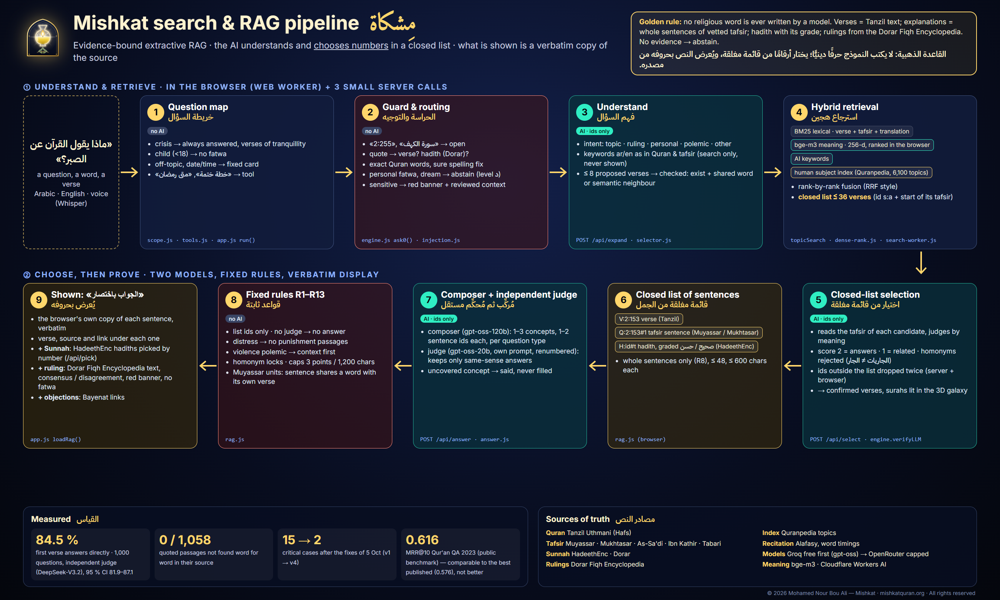 Mishkat search & RAG pipeline مِشكاة
Evidence-bound extractive RAG · the AI understands and chooses numbers in a closed list · what is shown is a verbatim copy of
the source
Golden rule: no religious word is ever written by a model. Verses = Tanzil text; explanations =
whole sentences of vetted tafsir; hadith with its grade; rulings from the Dorar Fiqh Encyclopedia.
No evidence → abstain.
القاعدة الذهبية: لا يكتب النموذج حرفًا دينيًّا؛ يختار أرقامًا من قائمة مغلقة، ويُعرض النص بحروفه من
مصدره.
① UNDERSTAND & RETRIEVE · IN THE BROWSER (WEB WORKER) + 3 SMALL SERVER CALLS
«ماذا يقول القرآن عن
الصبر؟»
a question, a word, a
verse
Arabic · English · voice
(Whisper)
1 Question map
خريطة السؤال
no AI
• crisis → always answered, verses of tranquillity
• child (<18) → no fatwa
• off-topic, date/time → fixed card
• «خطة ختمة», «متى رمضان» → tool
scope.js · tools.js · app.js run()
2 Guard & routing
الحراسة والتوجيه
no AI
• «2:255», «سورة الكهف» → open
• quote → verse? hadith (Dorar)?
• exact Quran words, sure spelling fix
• personal fatwa, dream → abstain (level د)
• sensitive → red banner + reviewed context
engine.js ask0() · injection.js
3 Understand
فهم السؤال
AI · ids only
• intent: topic · ruling · personal · polemic · other
• keywords ar/en as in Quran & tafsir (search only,
never shown)
• ≤ 8 proposed verses → checked: exist + shared word
or semantic neighbour
POST /api/expand · selector.js
4 Hybrid retrieval
استرجاع هجين
BM25 lexical · verse + tafsir + translation
bge-m3 meaning · 256-d, ranked in the browser
AI keywords
human subject index (Quranpedia, 6,100 topics)
• rank-by-rank fusion (RRF style)
• closed list ≤ 36 verses (id s:a + start of its tafsir)
topicSearch · dense-rank.js · search-worker.js
② CHOOSE, THEN PROVE · TWO MODELS, FIXED RULES, VERBATIM DISPLAY
5 Closed-list selection
اختيار من قائمة مغلقة
AI · ids only
• reads the tafsir of each candidate, judges by
meaning
• score 2 = answers · 1 = related · homonyms
rejected (الجاريات ≠ الجار)
• ids outside the list dropped twice (server +
browser)
• → confirmed verses, surahs lit in the 3D galaxy
POST /api/select · engine.verifyLLM
6 Closed list of sentences
قائمة مغلقة من الجمل
V:2:153 verse (Tanzil)
Q:2:153#1 tafsir sentence (Muyassar / Mukhtasar)
H:id#t hadith, graded صحيح / حسن (HadeethEnc)
• whole sentences only (R8), ≤ 48, ≤ 600 chars
each
rag.js (browser)
7 Composer + independent judge
مُركِّب ثم مُحكِّم مستقل
AI · ids only
• composer (gpt-oss-120b): 1–3 concepts, 1–2
sentence ids each, per question type
• judge (gpt-oss-20b, own prompt, renumbered):
keeps only same-sense answers
• uncovered concept → said, never filled
POST /api/answer · answer.js
8 Fixed rules R1–R13
قواعد ثابتة
no AI
• list ids only · no judge → no answer
• distress → no punishment passages
• violence polemic → context first
• homonym locks · caps 3 points / 1,200 chars
• Muyassar units: sentence shares a word with
its own verse
rag.js
9 Shown: «الجواب باختصار»
يُعرض بحروفه
• the browser's own copy of each sentence,
verbatim
• verse, source and link under each one
• + Sunnah: HadeethEnc hadiths picked by
number (/api/pick)
• + ruling: Dorar Fiqh Encyclopedia text,
consensus / disagreement, red banner, no
fatwa
• + objections: Bayenat links
app.js loadRag()
Measured القياس
84.5 %
first verse answers directly · 1,000
questions, independent judge
(DeepSeek-V3.2), 95 % CI 81.9–87.1
0 / 1,058
quoted passages not found word for
word in their source
15 → 2
critical cases after the fixes of 5 Oct (v1
→ v4)
0.616
MRR@10 Qur'an QA 2023 (public
benchmark) — comparable to the best
published (0.576), not better
Sources of truth مصادر النص
Quran Tanzil Uthmani (Hafs)
Tafsir Muyassar · Mukhtasar · As-Sa'di · Ibn Kathir · Tabari
Sunnah HadeethEnc · Dorar
Rulings Dorar Fiqh Encyclopedia
Index Quranpedia topics
Recitation Alafasy, word timings
Models Groq free first (gpt-oss) → OpenRouter capped
Meaning bge-m3 · Cloudflare Workers AI
© 2026 Mohamed Nour Bou Ali — Mishkat · mishkatquran.org · All rights reserved